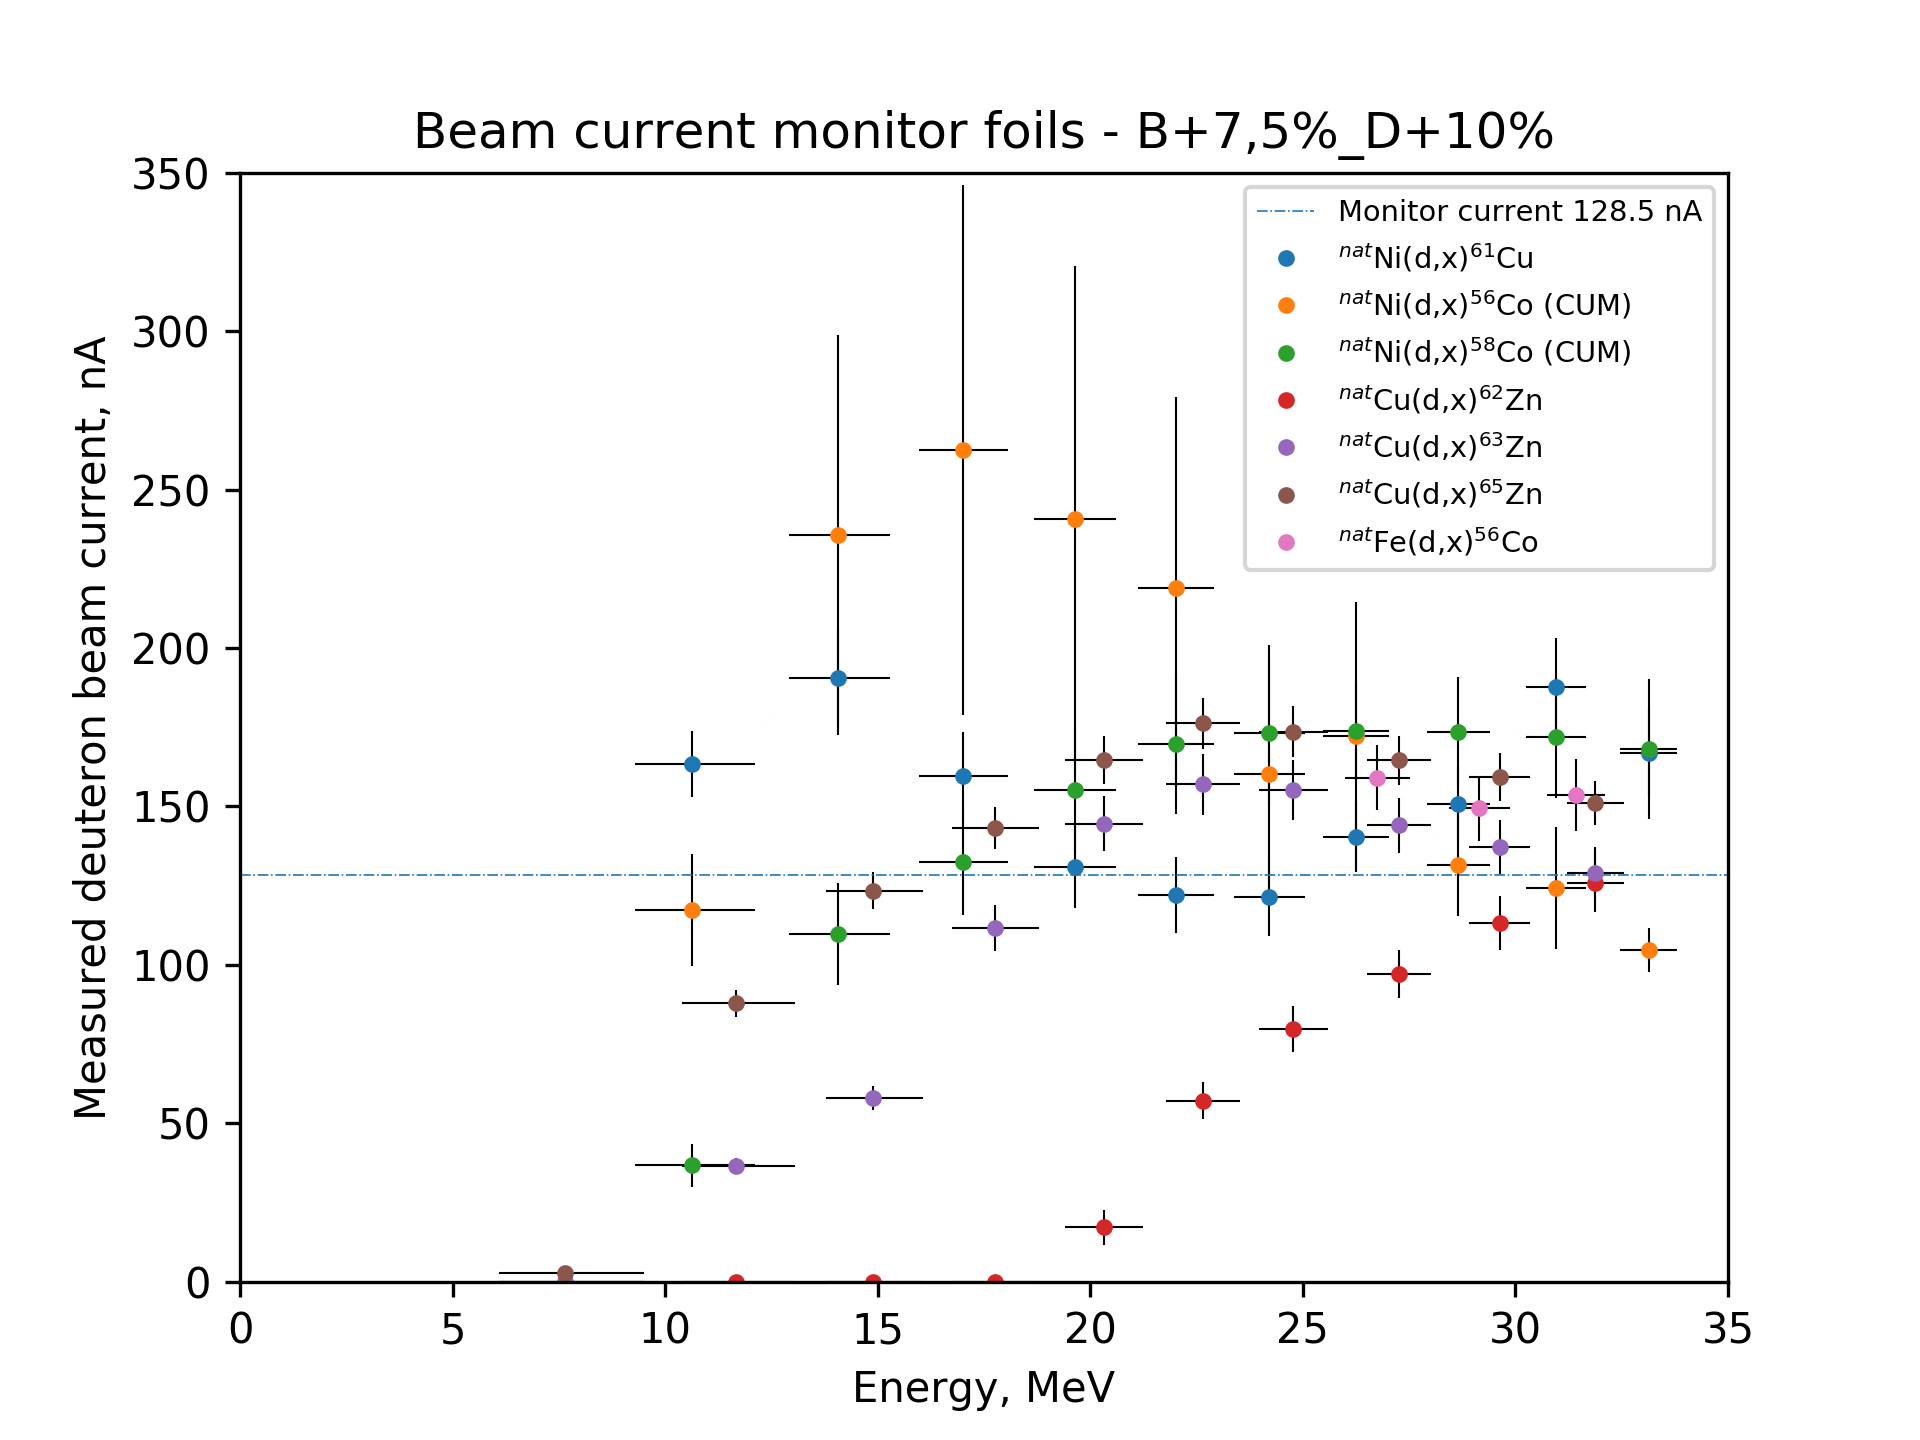 Beam current monitor foils - B+7,5%_D+10%
350
300
250
200
150
100
50
0
Measured deuteron beam current, nA
Monitor current 128.5 nA
natNi(d,x)61Cu
natNi(d,x)56Co (CUM)
natNi(d,x)58Co (CUM)
natCu(d,x)62Zn
natCu(d,x)63Zn
natCu(d,x)65Zn
natFe(d,x)56Co
0 5 10 15 20 25 30 35
Energy, MeV